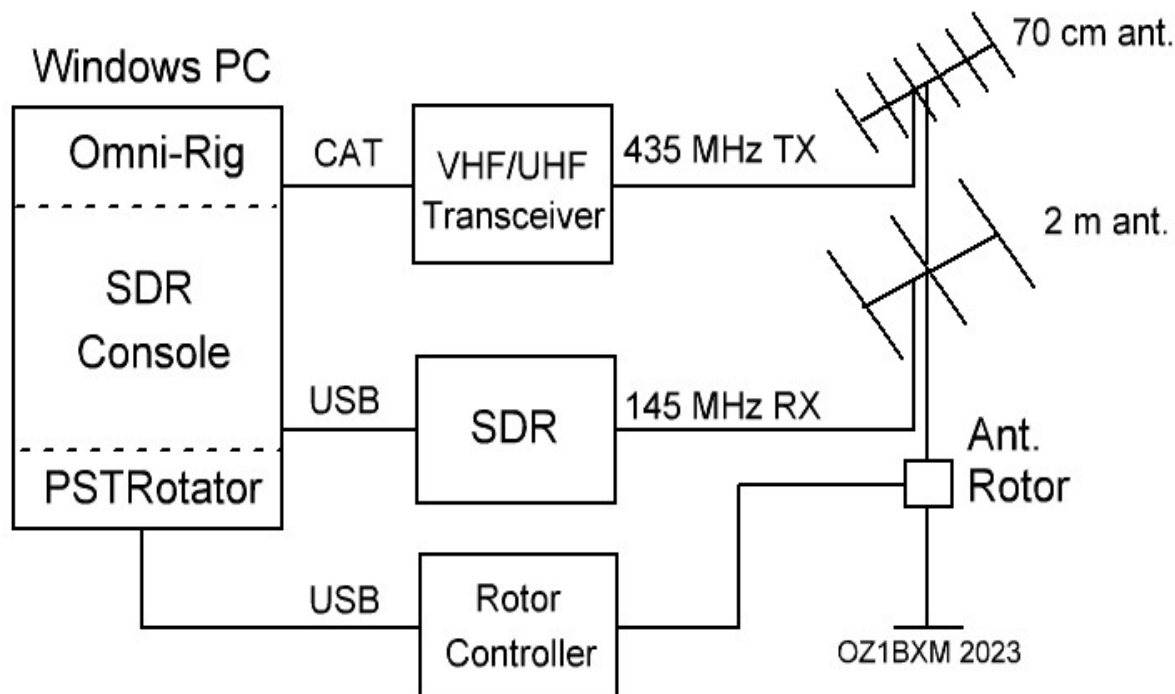 70 cm ant.
Windows PC
Omni-Rig
CAT
VHF/UHF
Transceiver
435 MHz TX
2 m ant.
SDR
Console
USB
SDR
145 MHz RX
Ant.
Rotor
PSTRotator
USB
Rotor
Controller
OZ1BXM 2023